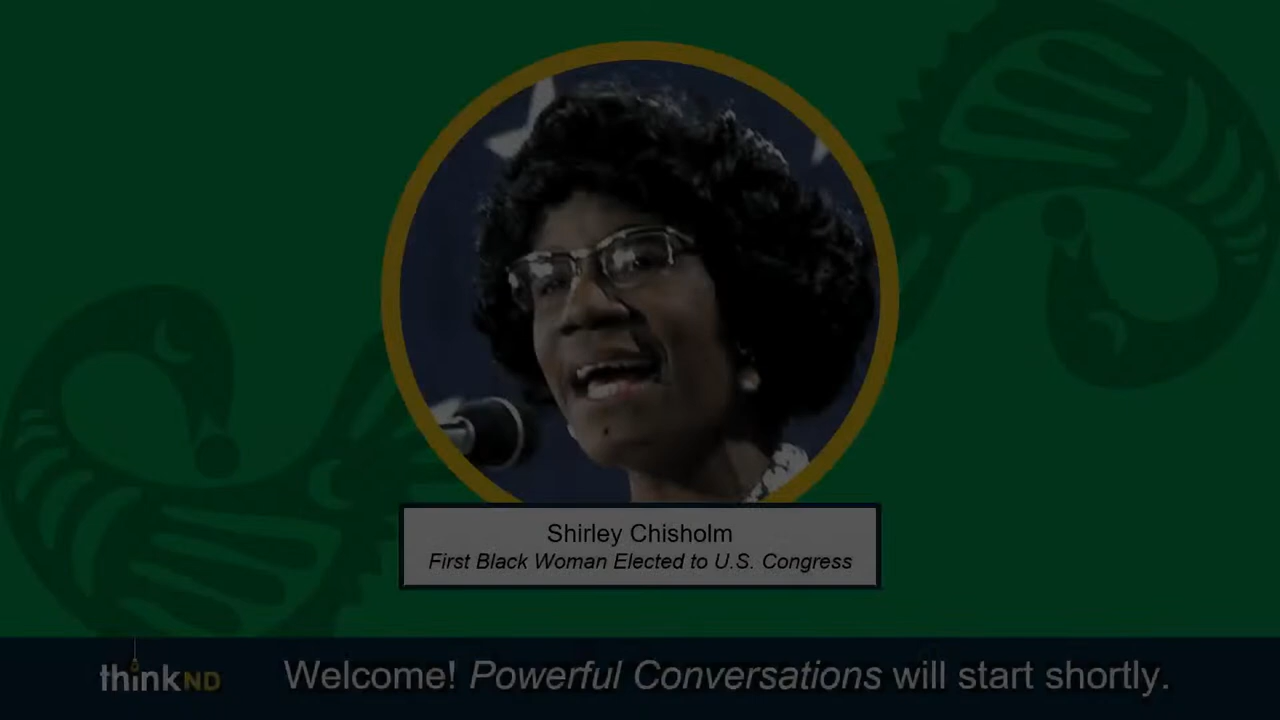 Shirley Chisholm
First Black Woman Elected to U.S. Congress
thinkND
Welcome! Powerful Conversations will start shortly.